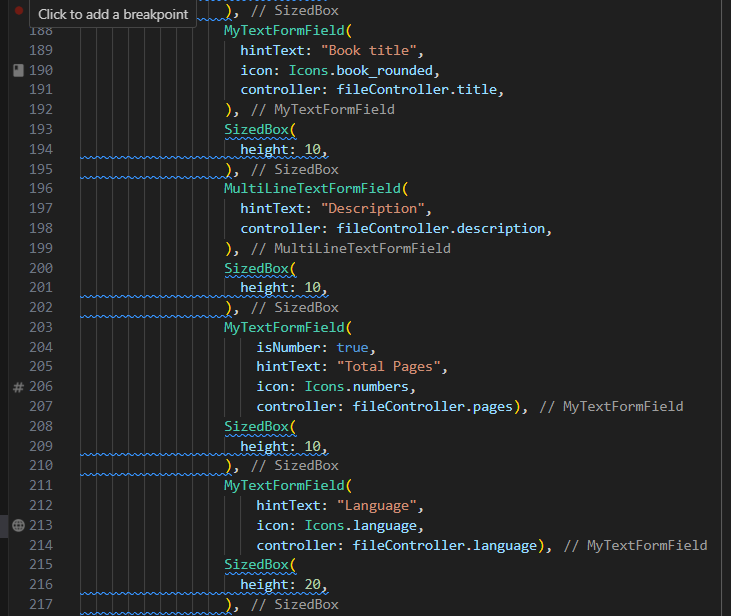 Click to add a breakpoint
), // SizedBox
188 MyTextFormField(
189 hintText: "Book title",
190 icon: Icons.book_rounded,
191 controller: fileController.title,
192 ), // MyTextFormField
193 SizedBox(
194 height: 10,
195 ), // SizedBox
196 MultiLineTextFormField(
197 hintText: "Description",
198 controller: fileController.description,
199 ), // MultiLineTextFormField
200 SizedBox(
201 height: 10,
202 ), // SizedBox
203 MyTextFormField(
204 isNumber: true,
205 hintText: "Total Pages",
206 icon: Icons.numbers,
207 controller: fileController.pages), // MyTextFormField
208 SizedBox(
209 height: 10,
210 ), // SizedBox
211 MyTextFormField(
212 hintText: "Language",
213 icon: Icons.language,
214 controller: fileController.language), // MyTextFormField
215 SizedBox(
216 height: 20,
217 ), // SizedBox